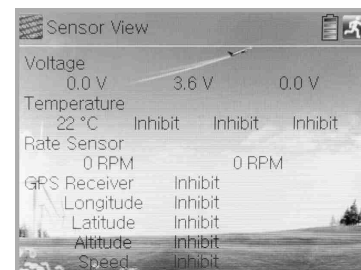 Sensor View
Voltage
0.0 V 3.6 V 0.0 V
Temperature
22 °C Inhibit Inhibit Inhibit
Rate Sensor
0 RPM 0 RPM
GPS Receiver Inhibit
Longitude Inhibit
Latitude Inhibit
Altitude Inhibit
Speed Inhibit